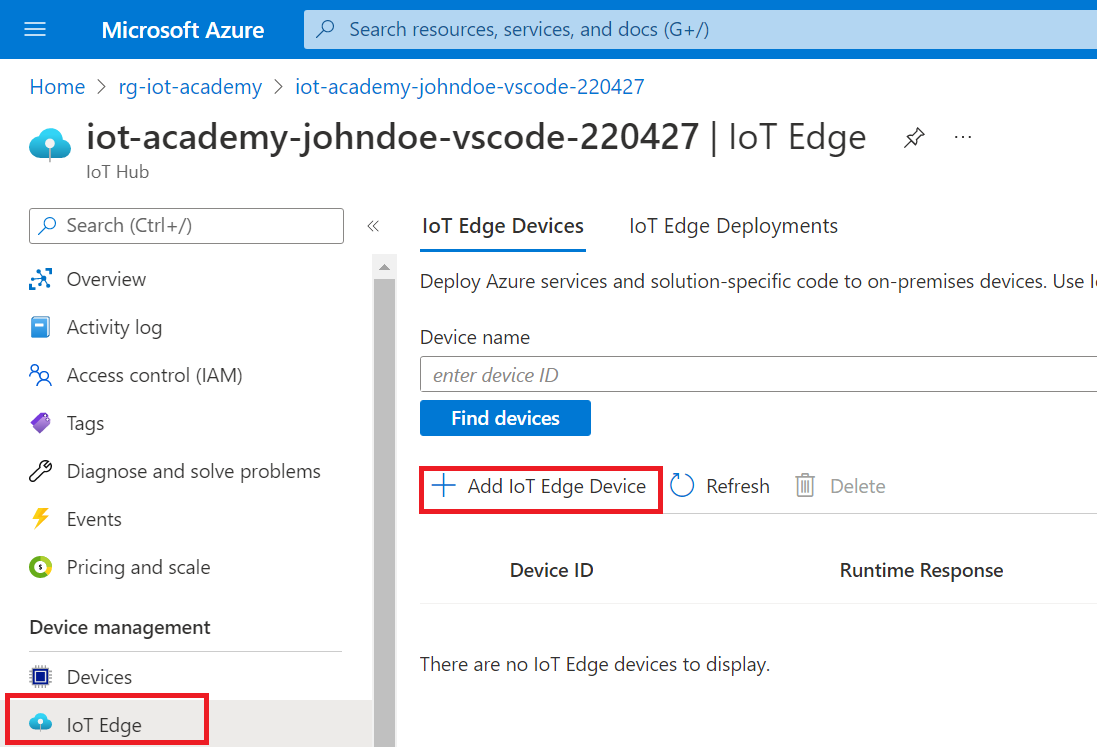 Microsoft Azure
Search resources, services, and docs (G+/)
Home > rg-iot-academy > iot-academy-johndoe-vscode-220427
iot-academy-johndoe-vscode-220427 | IoT Edge
IoT Hub
Search (Ctrl+/)
Overview
Activity log
Access control (IAM)
Tags
Diagnose and solve problems
Events
Pricing and scale
Device management
Devices
IoT Edge
IoT Edge Devices IoT Edge Deployments
Deploy Azure services and solution-specific code to on-premises devices. Use
Device name
enter device ID
Find devices
Add IoT Edge Device Refresh Delete
Device ID Runtime Response
There are no IoT Edge devices to display.